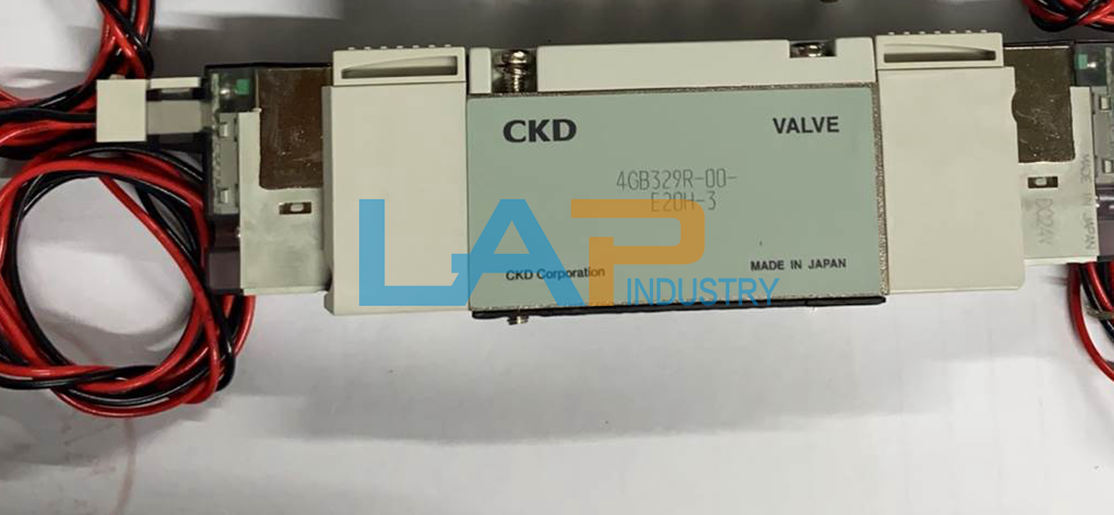 CKD
VALVE
4GB329R-00-
E20H-3
CKD Corporation
MADE IN JAPAN
LAP
INDUSTRY
MADE IN JAPAN
DC24V